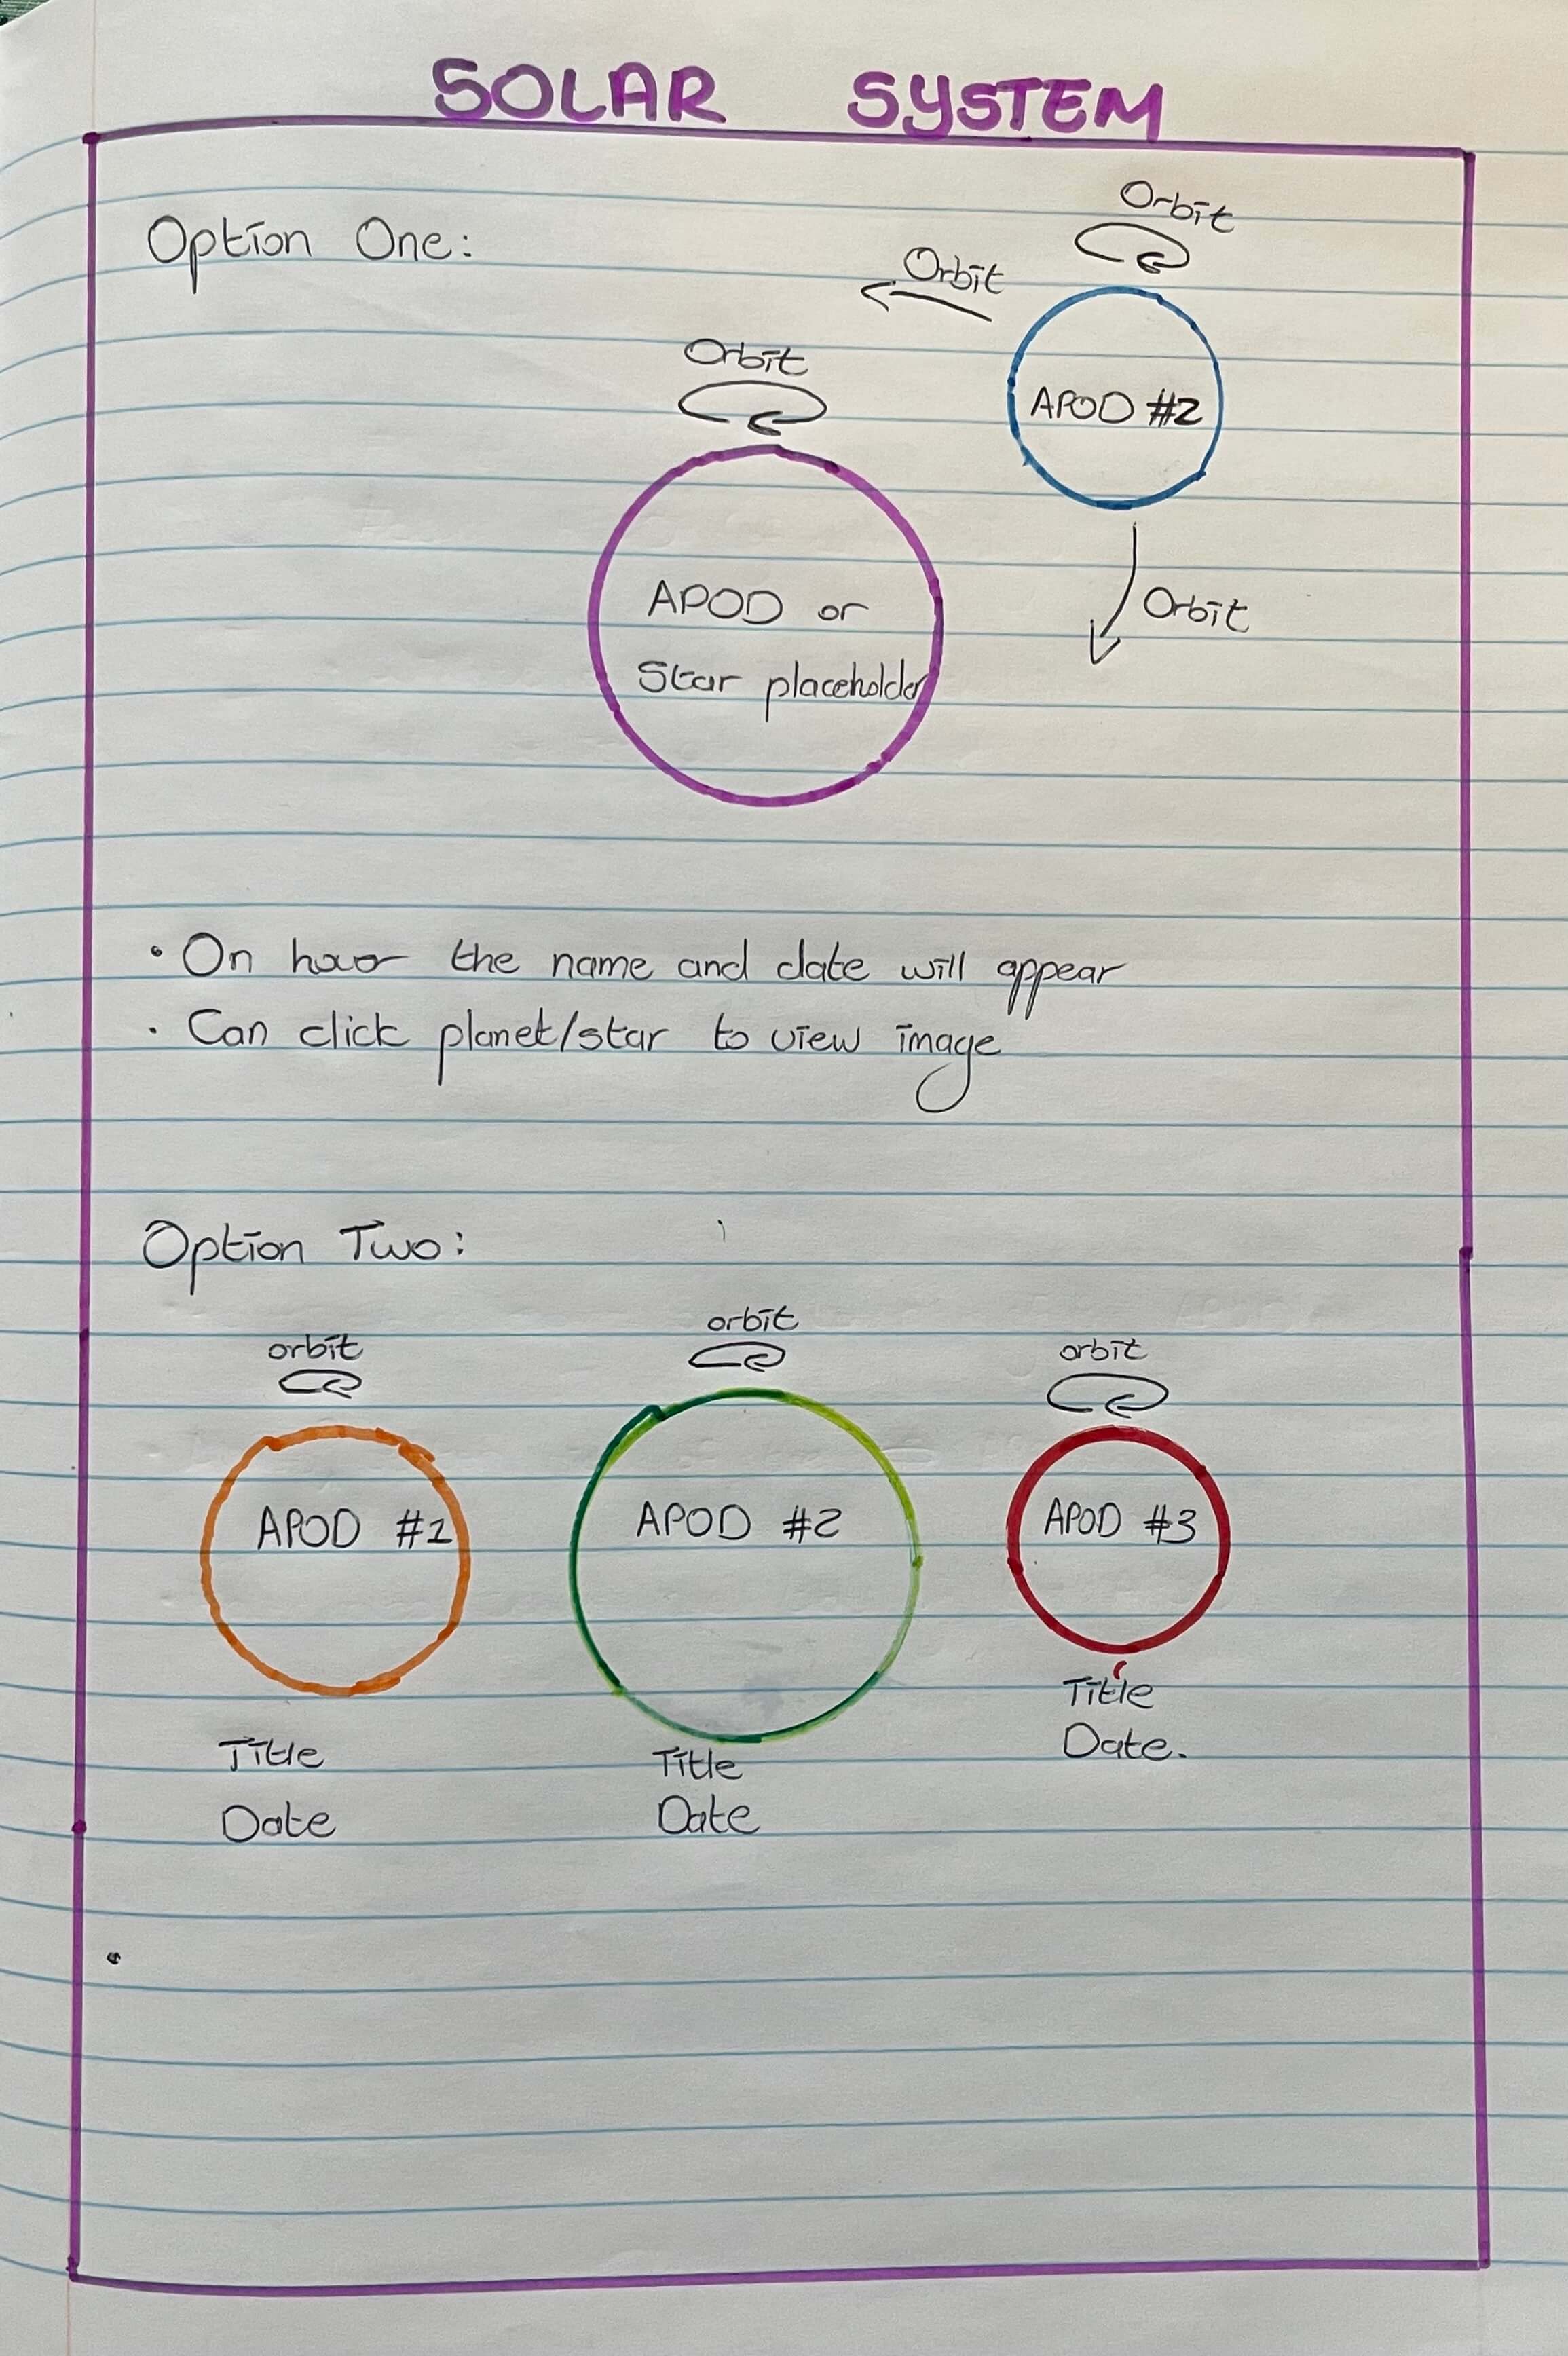 SOLAR SYSTEM
Option One:
Orbit
Orbit
Orbit
APOD #2
APOD or
Star placeholder
Orbit
• On hover the name and date will appear
• Can click planet/star to view image
Option Two:
orbit
orbit
orbit
APOD #1
APOD #2
APOD #3
Title
Date
Title
Date
Title
Date.